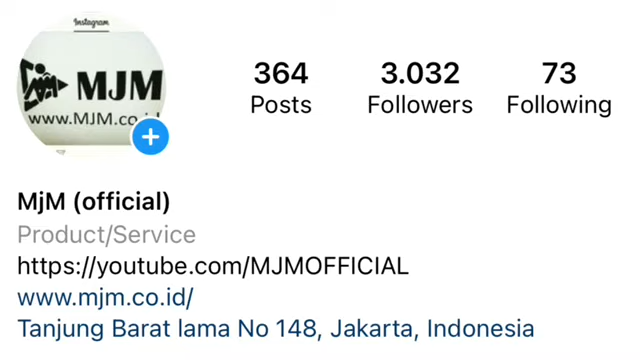 Instagram
MJM
www.MJM.co.id
364
Posts
3.032
Followers
73
Following
MjM (official)
Product/Service
https://youtube.com/MJMOFFICIAL
www.mjm.co.id/
Tanjung Barat lama No 148, Jakarta, Indonesia